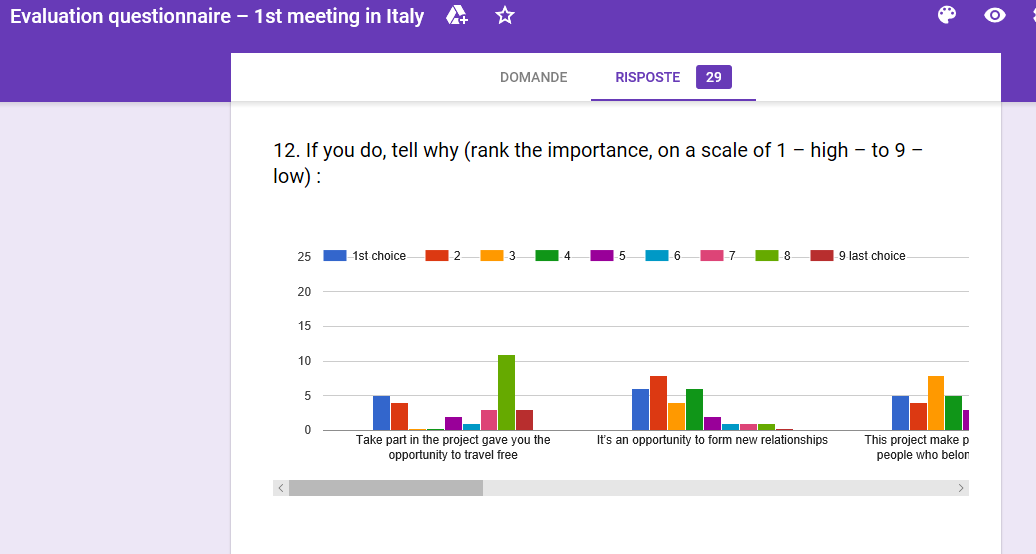 Evaluation questionnaire – 1st meeting in Italy
DOMANDE RISPOSTE 29
12. If you do, tell why (rank the importance, on a scale of 1 – high – to 9 –
low) :
25 1st choice 2 3 4 5 6 7 8 9 last choice
20
15
10
5
0
Take part in the project gave you the
opportunity to travel free
It's an opportunity to form new relationships
This project make p
people who belon